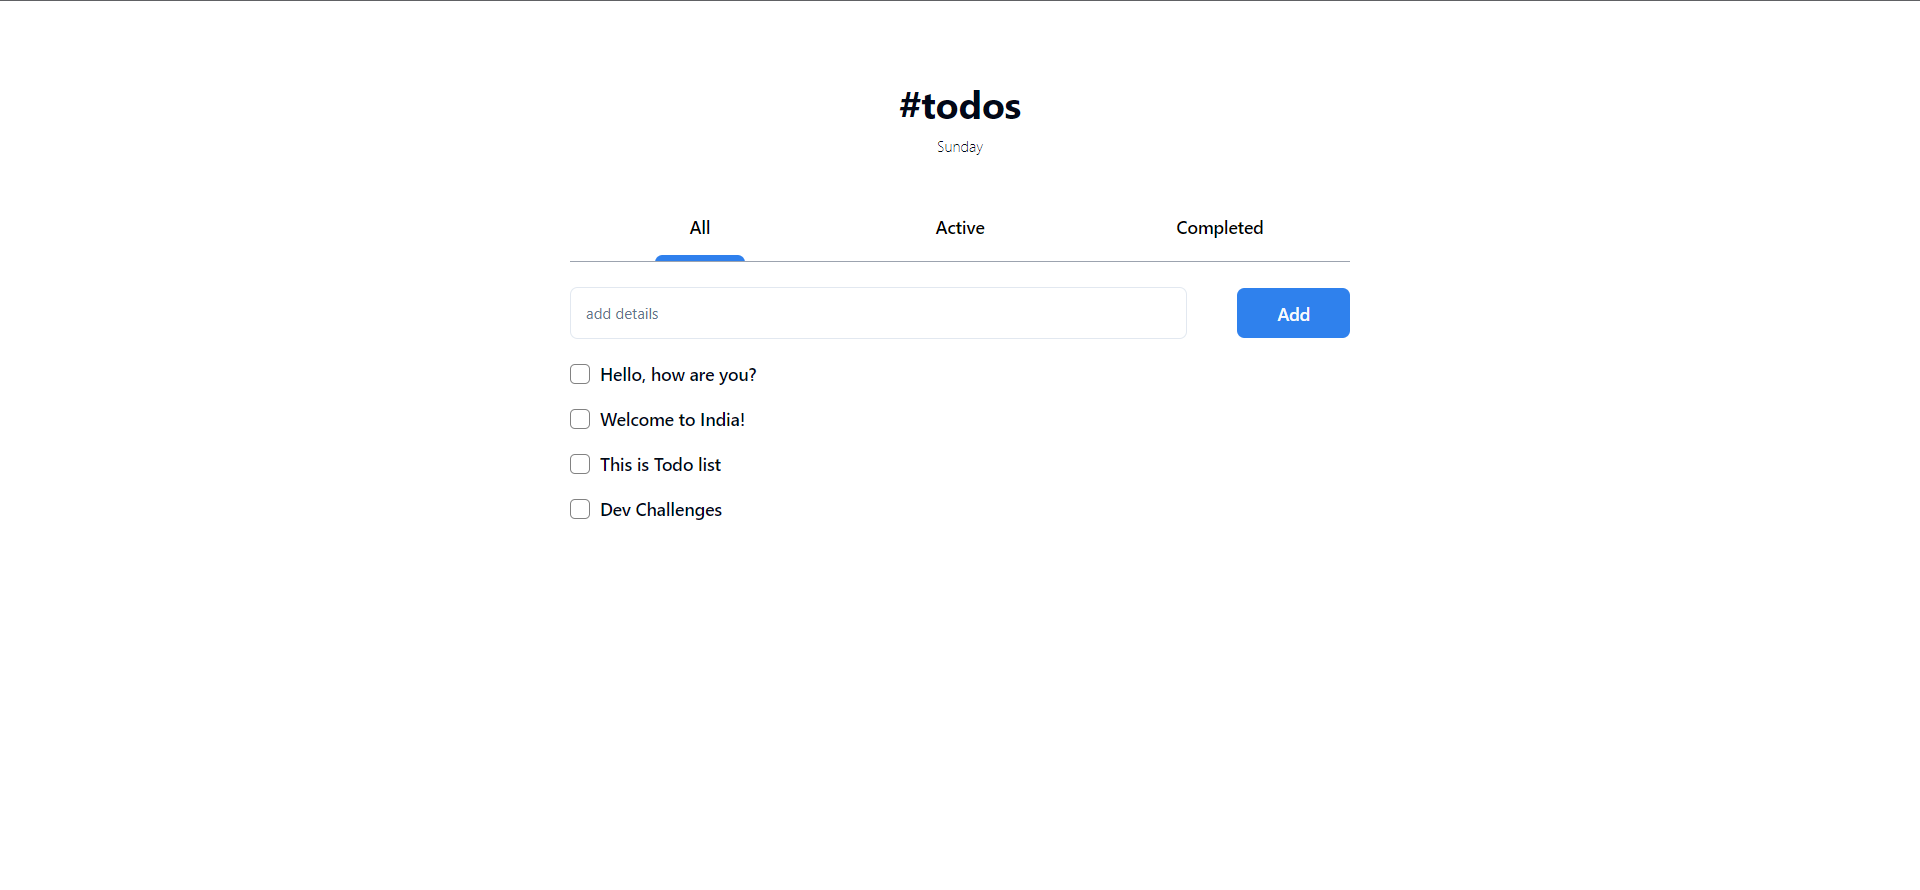 #todos
Sunday
All Active Completed
add details Add
Hello, how are you?
Welcome to India!
This is Todo list
Dev Challenges